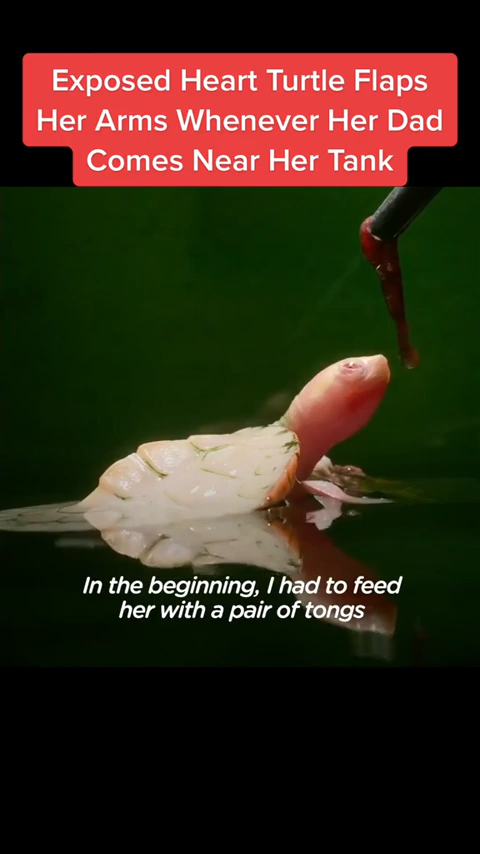 Exposed Heart Turtle Flaps
Her Arms Whenever Her Dad
Comes Near Her Tank
In the beginning, I had to feed
her with a pair of tongs